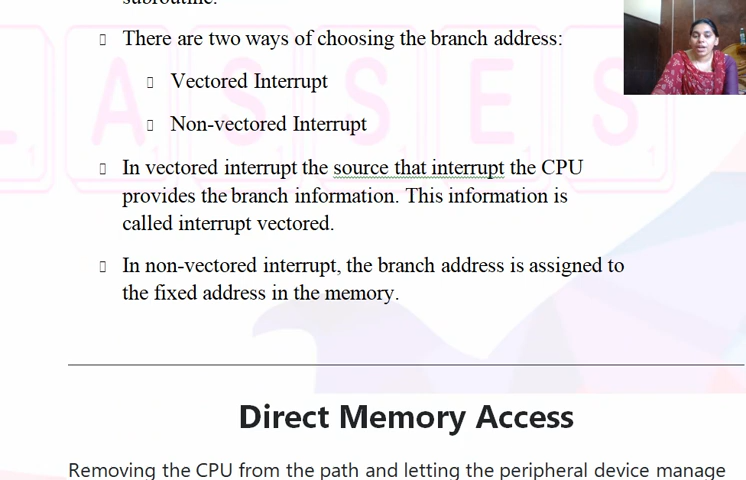 subroutine.
There are two ways of choosing the branch address:
Vectored Interrupt
Non-vectored Interrupt
In vectored interrupt the source that interrupt the CPU
provides the branch information. This information is
called interrupt vectored.
In non-vectored interrupt, the branch address is assigned to
the fixed address in the memory.
L A S S E S
Direct Memory Access
Removing the CPU from the path and letting the peripheral device manage